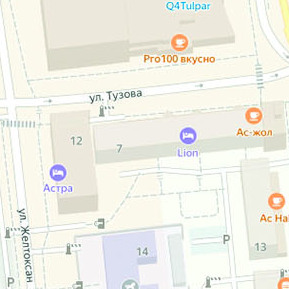 Q4Tulpar
Pro100 вкусно
ул. Тузова
12
7
Lion
Ас-жол
Астра
ул. Желтоксан
Ас На
14
13
P
P